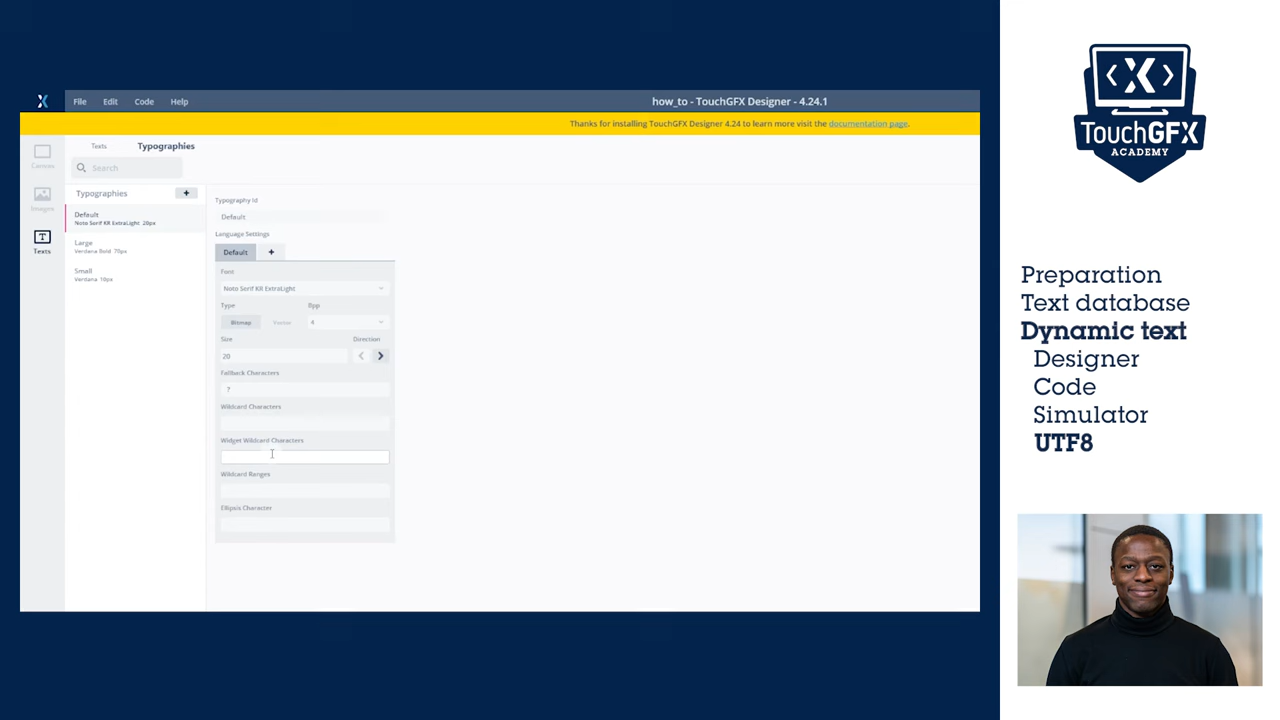 File Edit Code Help
how_to - TouchGFX Designer - 4.24.1
Thanks for installing TouchGFX Designer 4.24 to learn more visit the documentation page.
Canvas
Images
Texts
Texts Typographies
Search
Typographies +
Default
Noto Serif KR ExtraLight 20px
Large
Verdana Bold 70px
Small
Verdana 10px
Typography Id
Default
Language Settings
Default +
Font
Noto Serif KR ExtraLight
Type Bpp
Bitmap Vector 4
Size Direction
20
Fallback Characters
?
Wildcard Characters
Widget Wildcard Characters
Wildcard Ranges
Ellipsis Character
TouchGFX
ACADEMY
Preparation
Text database
Dynamic text
Designer
Code
Simulator
UTF8